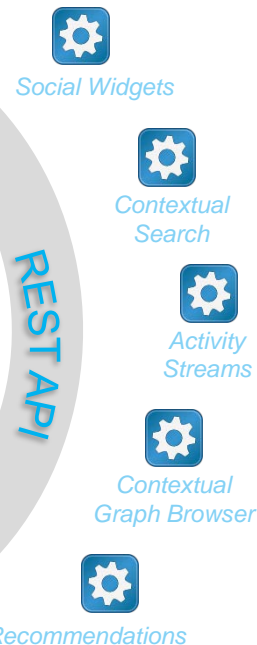 Social Widgets
Contextual
Search
REST API
Activity
Streams
Contextual
Graph Browser
Recommendations